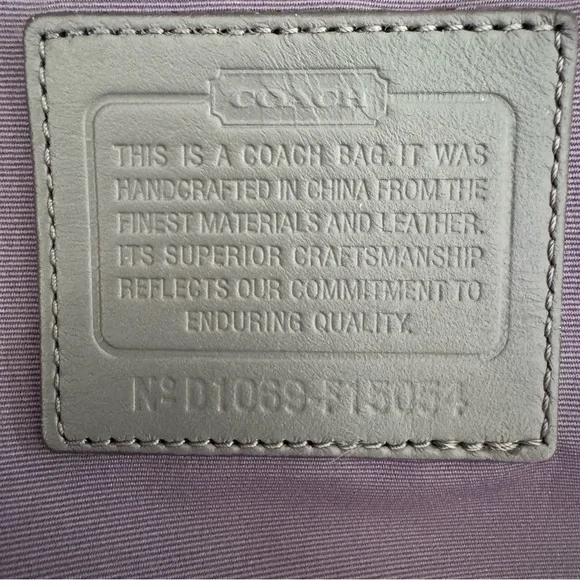 COACH
THIS IS A COACH BAG. IT WAS
HANDCRAFTED IN CHINA FROM THE
FINEST MATERIALS AND LEATHER.
ITS SUPERIOR CRAFTSMANSHIP
REFLECTS OUR COMMITMENT TO
ENDURING QUALITY.
Nº D1069-F15054